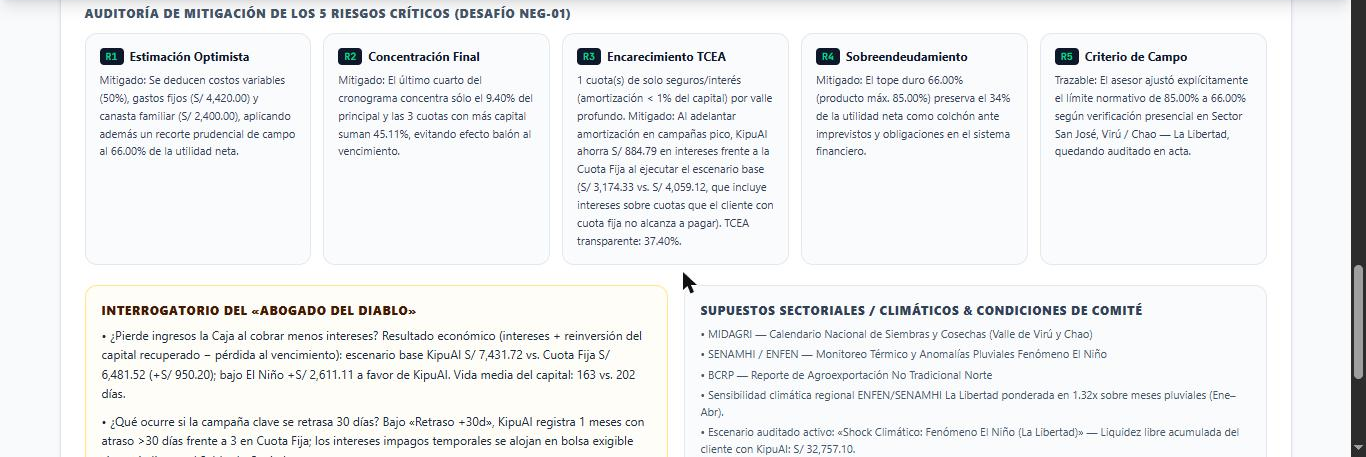 AUDITORÍA DE MITIGACIÓN DE LOS 5 RIESGOS CRÍTICOS (DESAFÍO NEG-01)
R1 Estimación Optimista
Mitigado: Se deducen costos variables
(50%), gastos fijos (S/ 4,420.00) y
canasta familiar (S/ 2,400.00), aplicando
además un recorte prudencial de campo
al 66.00% de la utilidad neta.
R2 Concentración Final
Mitigado: El último cuarto del
cronograma concentra sólo el 9.40% del
principal y las 3 cuotas con más capital
suman 45.11%, evitando efecto balón al
vencimiento.
R3 Encarecimiento TCEA
1 cuota(s) de solo seguros/interés
(amortización < 1% del capital) por valle
profundo. Mitigado: Al adelantar
amortización en campañas pico, KipuAI
ahorra S/ 884.79 en intereses frente a la
Cuota Fija al ejecutar el escenario base
(S/ 3,174.33 vs. S/ 4,059.12, que incluye
intereses sobre cuotas que el cliente con
cuota fija no alcanza a pagar). TCEA
transparente: 37.40%.
R4 Sobreendeudamiento
Mitigado: El tope duro 66.00%
(producto máx. 85.00%) preserva el 34%
de la utilidad neta como colchón ante
imprevistos y obligaciones en el sistema
financiero.
R5 Criterio de Campo
Trazable: El asesor ajustó explícitamente
el límite normativo de 85.00% a 66.00%
según verificación presencial en Sector
San José, Virú / Chao — La Libertad,
quedando auditado en acta.
INTERROGATORIO DEL «ABOGADO DEL DIABLO»
• ¿Pierde ingresos la Caja al cobrar menos intereses? Resultado económico (intereses + reinversión del
capital recuperado − pérdida al vencimiento): escenario base KipuAI S/ 7,431.72 vs. Cuota Fija S/
6,481.52 (+S/ 950.20); bajo El Niño +S/ 2,611.11 a favor de KipuAI. Vida media del capital: 163 vs. 202
días.
• ¿Qué ocurre si la campaña clave se retrasa 30 días? Bajo «Retraso +30d», KipuAI registra 1 meses con
atraso >30 días frente a 3 en Cuota Fija; los intereses impagos temporales se alojan en bolsa exigible
SUPUESTOS SECTORIALES / CLIMÁTICOS & CONDICIONES DE COMITÉ
• MIDAGRI — Calendario Nacional de Siembras y Cosechas (Valle de Virú y Chao)
• SENAMHI / ENFEN — Monitoreo Térmico y Anomalías Pluviales Fenómeno El Niño
• BCRP — Reporte de Agroexportación No Tradicional Norte
• Sensibilidad climática regional ENFEN/SENAMHI La Libertad ponderada en 1.32x sobre meses pluviales (Ene–
Abr).
• Escenario auditado activo: «Shock Climático: Fenómeno El Niño (La Libertad)» — Liquidez libre acumulada del
cliente con KipuAI: S/ 32,757.10.